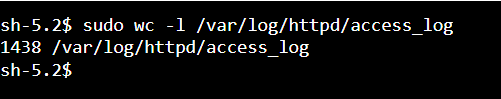 sh-5.2$ sudo wc -l /var/log/httpd/access_log
1438 /var/log/httpd/access_log
sh-5.2$